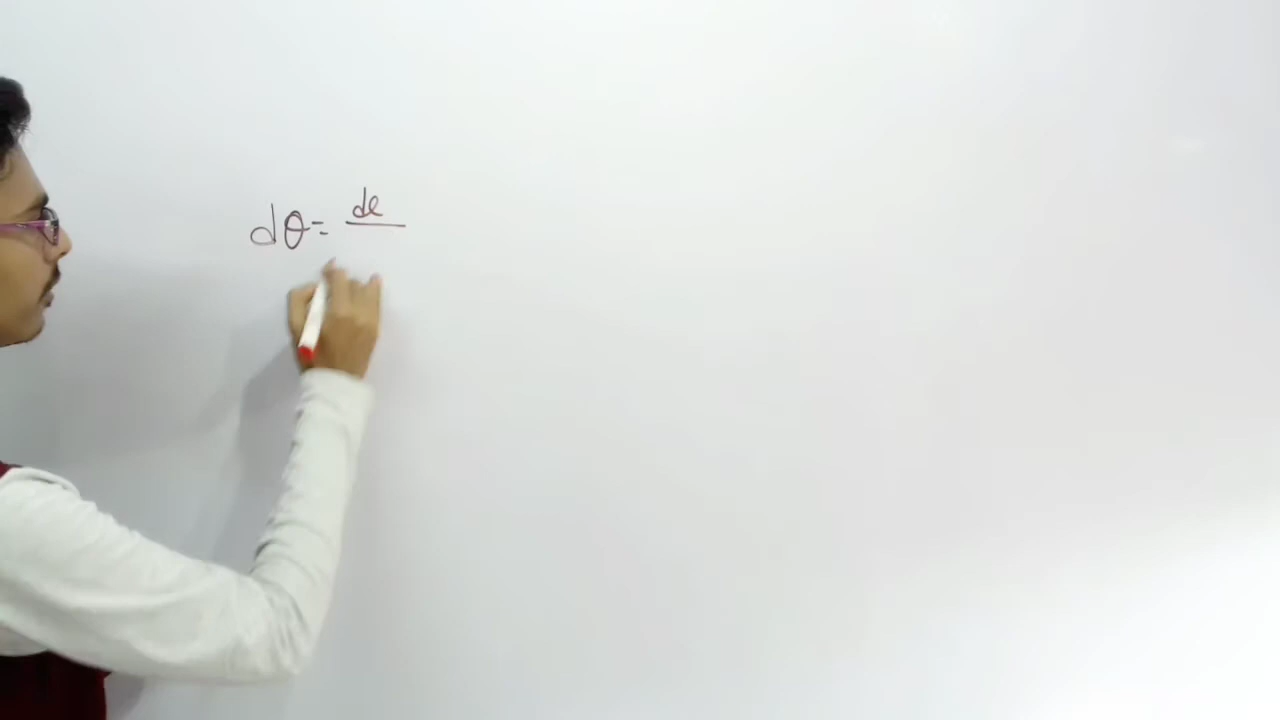 dθ = dl